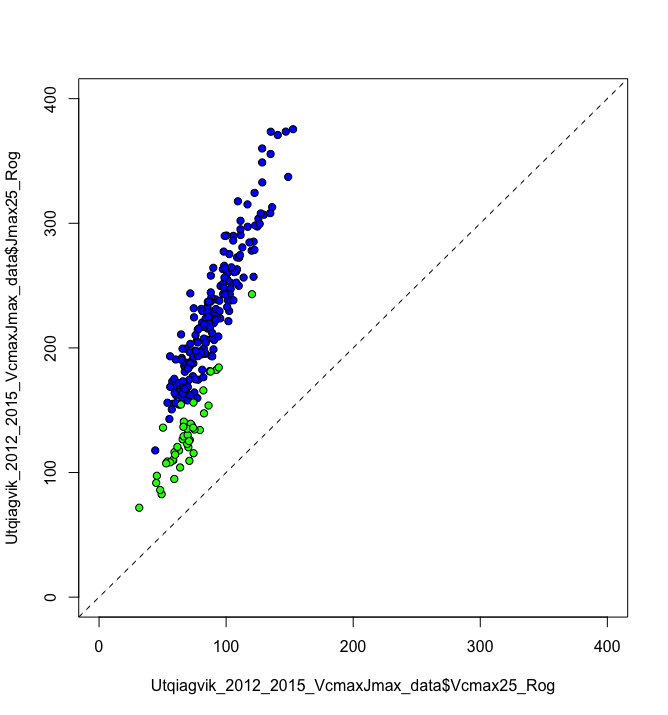 400
300
200
100
0
Utqiagvik_2012_2015_VcmaxJmax_data$Jmax25_Rog
0 100 200 300 400
Utqiagvik_2012_2015_VcmaxJmax_data$Vcmax25_Rog